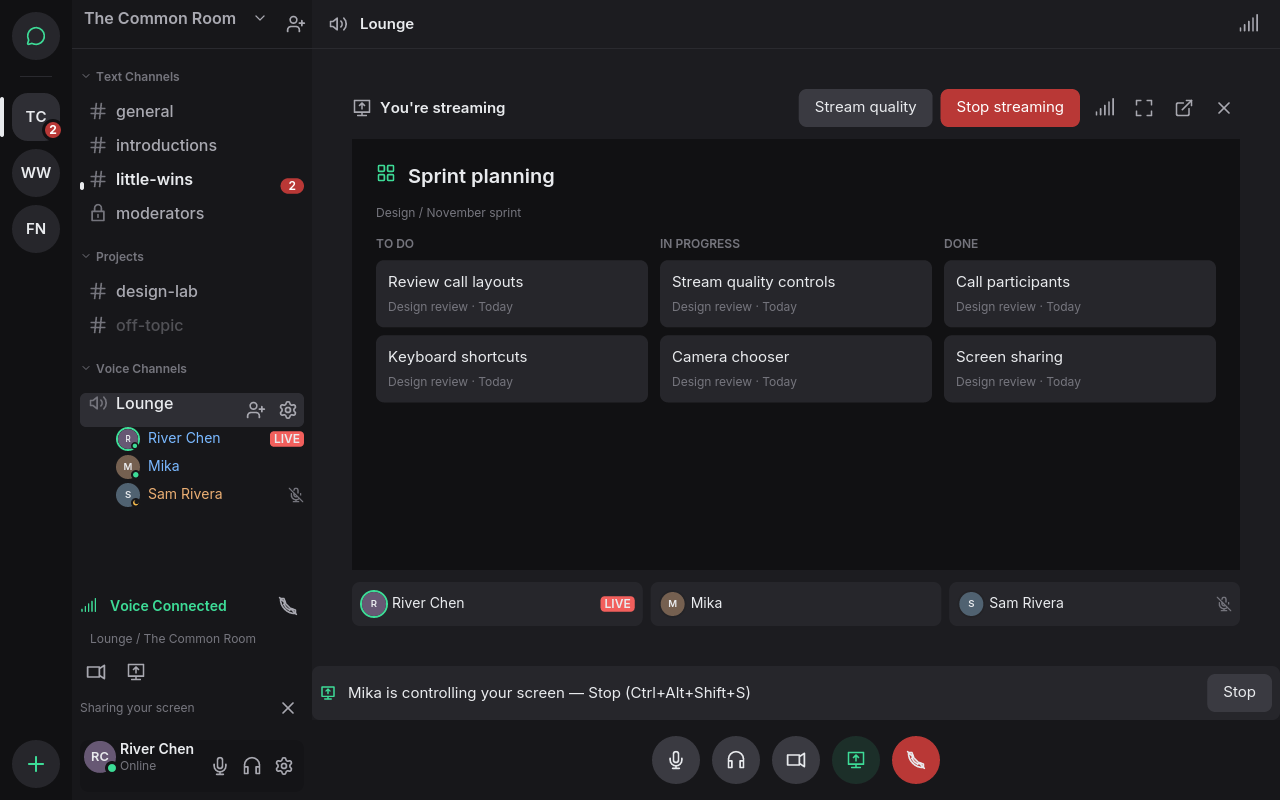 The Common Room
Lounge
TC
2
WW
FN
Text Channels
general
introductions
little-wins
2
moderators
Projects
design-lab
off-topic
Voice Channels
Lounge
R
River Chen
LIVE
M
Mika
S
Sam Rivera
Voice Connected
Lounge / The Common Room
Sharing your screen
RC
River Chen
Online
You're streaming
Stream quality
Stop streaming
Sprint planning
Design / November sprint
TO DO
Review call layouts
Design review · Today
Keyboard shortcuts
Design review · Today
IN PROGRESS
Stream quality controls
Design review · Today
Camera chooser
Design review · Today
DONE
Call participants
Design review · Today
Screen sharing
Design review · Today
R
River Chen
LIVE
M
Mika
S
Sam Rivera
Mika is controlling your screen — Stop (Ctrl+Alt+Shift+S)
Stop